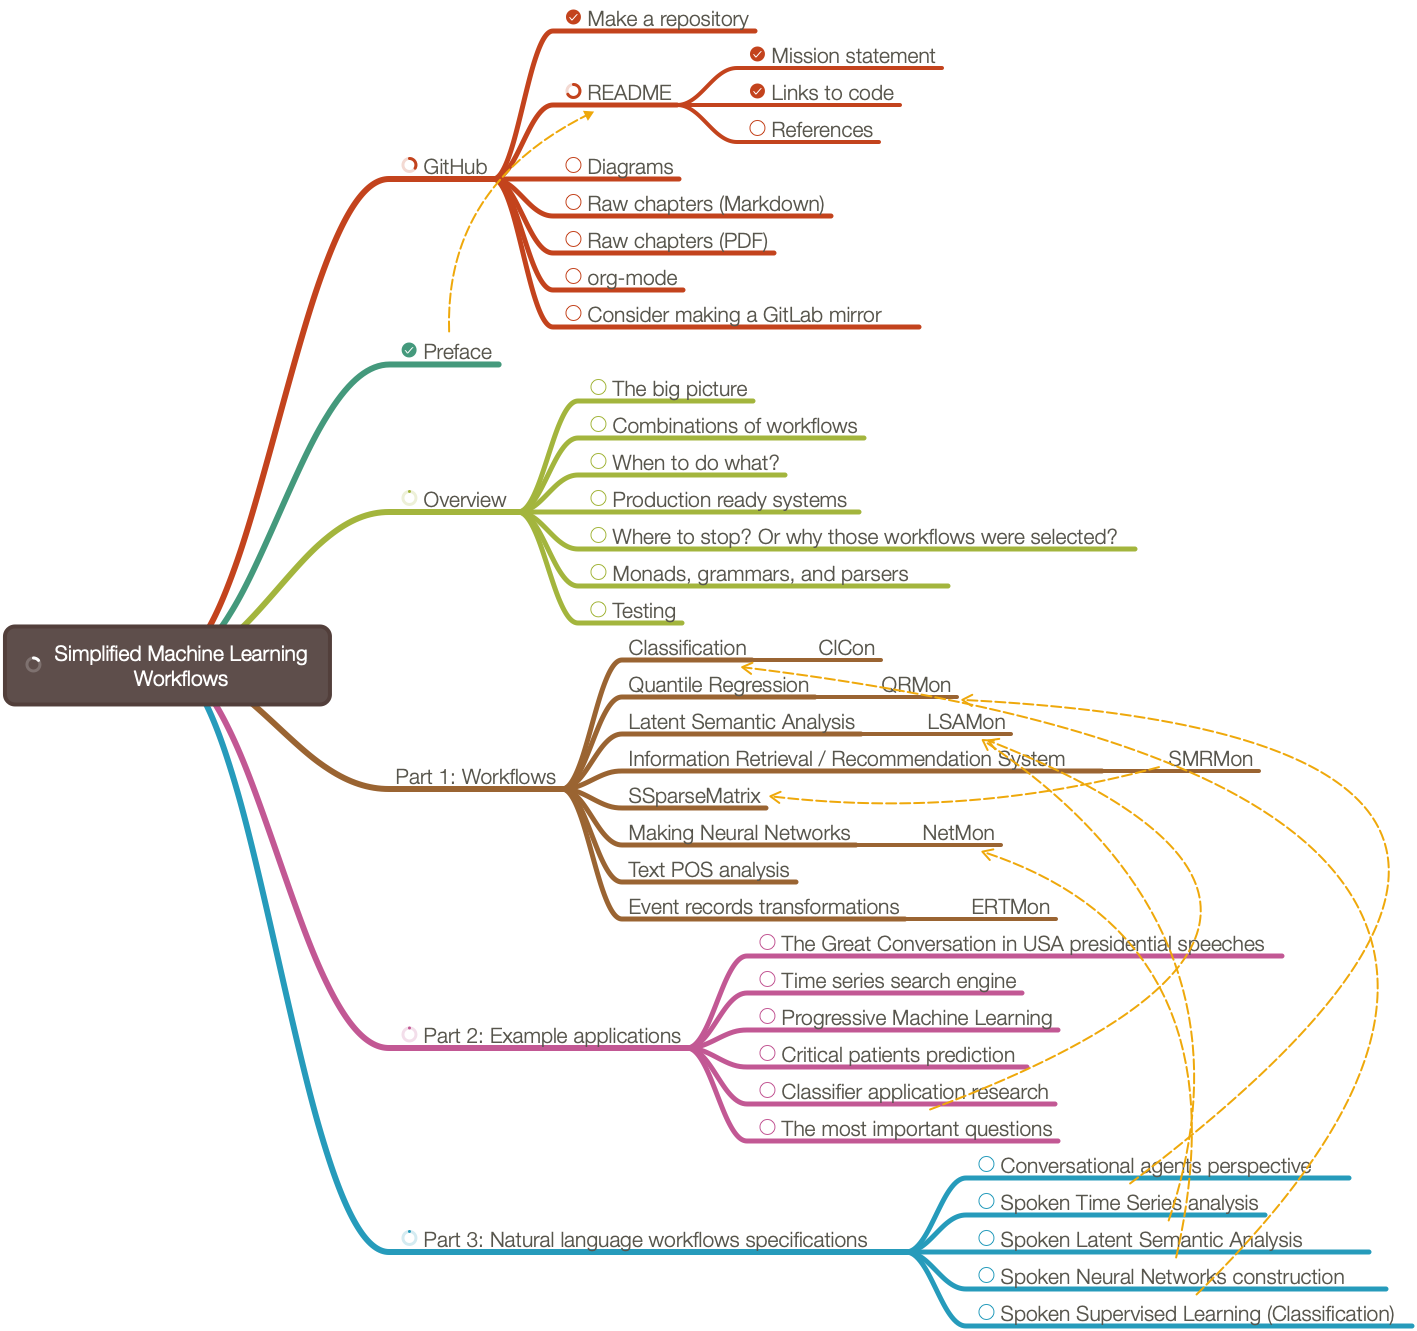 Make a repository
Mission statement
README
Links to code
References
GitHub
Diagrams
Raw chapters (Markdown)
Raw chapters (PDF)
org-mode
Consider making a GitLab mirror
Preface
The big picture
Combinations of workflows
When to do what?
Overview
Production ready systems
Where to stop? Or why those workflows were selected?
Monads, grammars, and parsers
Testing
Simplified Machine Learning
Workflows
Classification
ClCon
Quantile Regression
QRMon
Latent Semantic Analysis
LSAMon
Information Retrieval / Recommendation System
SMRMon
Part 1: Workflows
SSparseMatrix
Making Neural Networks
NetMon
Text POS analysis
Event records transformations
ERTMon
The Great Conversation in USA presidential speeches
Time series search engine
Progressive Machine Learning
Part 2: Example applications
Critical patients prediction
Classifier application research
The most important questions
Conversational agents perspective
Spoken Time Series analysis
Part 3: Natural language workflows specifications
Spoken Latent Semantic Analysis
Spoken Neural Networks construction
Spoken Supervised Learning (Classification)